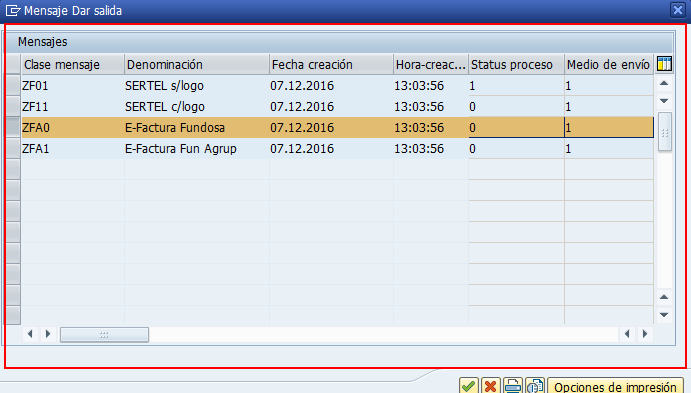 Mensaje Dar salida
Mensajes
Clase mensaje Denominación Fecha creación Hora-creac... Status proceso Medio de envío
ZF01 SERTEL s/logo 07.12.2016 13:03:56 1 1
ZF11 SERTEL c/logo 07.12.2016 13:03:56 0 1
ZFA0 E-Factura Fundosa 07.12.2016 13:03:56 0 1
ZFA1 E-Factura Fun Agrup 07.12.2016 13:03:56 0 1
Opciones de impresión